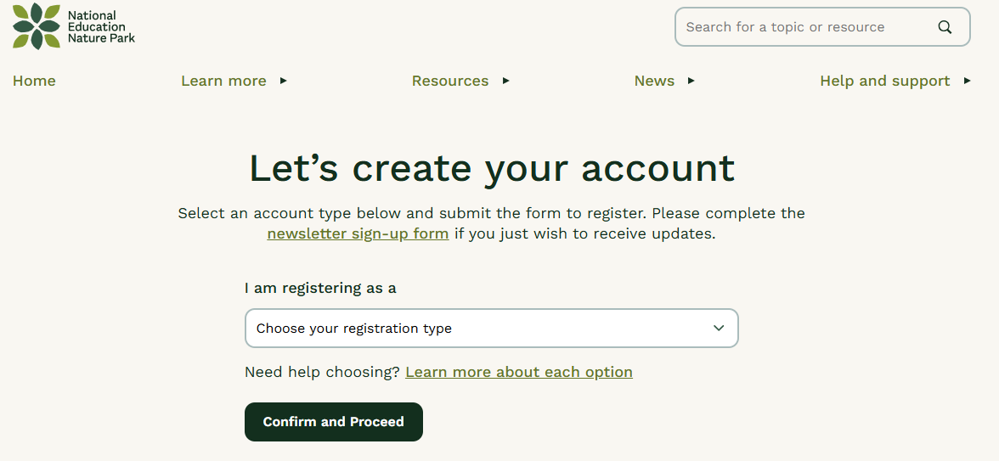 National
Education
Nature Park
Search for a topic or resource
Home
Learn more
Resources
News
Help and support
Let’s create your account
Select an account type below and submit the form to register. Please complete the
newsletter sign-up form if you just wish to receive updates.
I am registering as a
Choose your registration type
Need help choosing? Learn more about each option
Confirm and Proceed